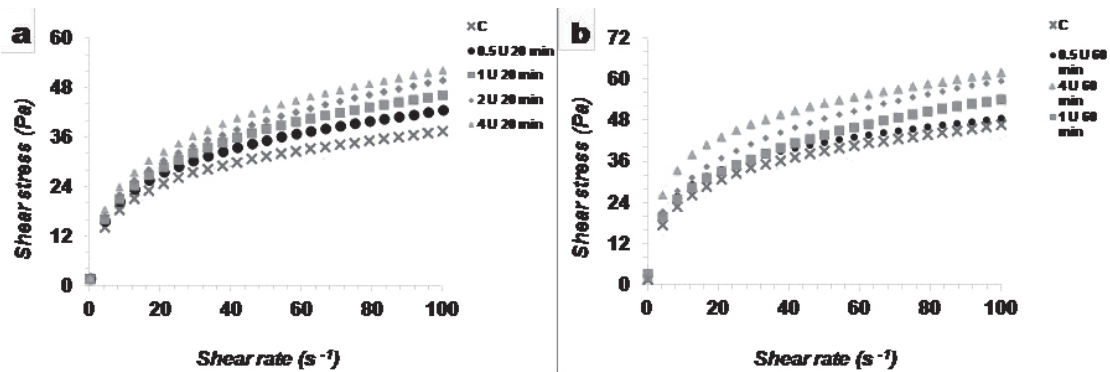 a
60
48
36
24
12
0
Shear stress (Pa)
0 20 40 60 80 100
Shear rate (s⁻¹)
C
0.5 U 20 min
1 U 20 min
2 U 20 min
4 U 20 min
b
72
60
48
36
24
12
0
Shear stress (Pa)
0 20 40 60 80 100
Shear rate (s⁻¹)
C
0.5 U 60
min
4 U 60
min
1 U 60
min